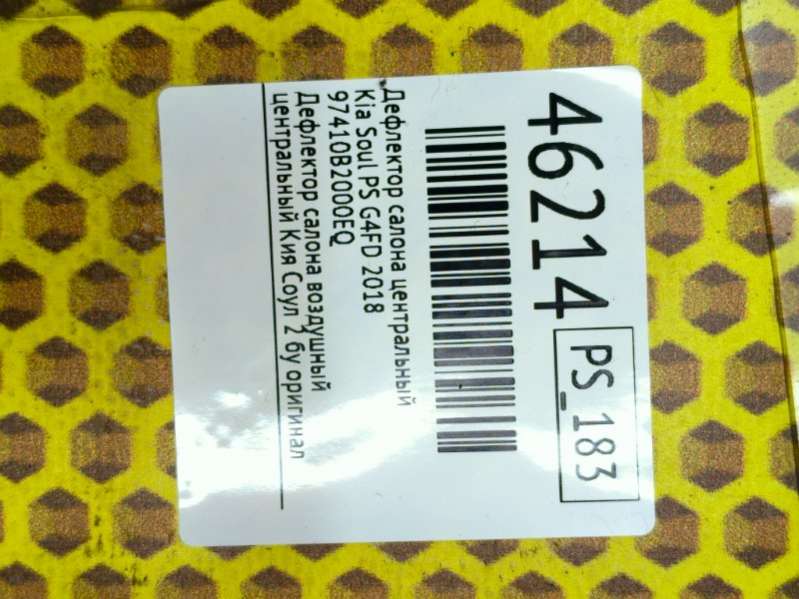 46214
PS_183
Дефлектор салона центральный
Kia Soul PS G4FD 2018
97410B2000EQ
Дефлектор салона воздушный
центральный Кия Соул 2 бу оригинал